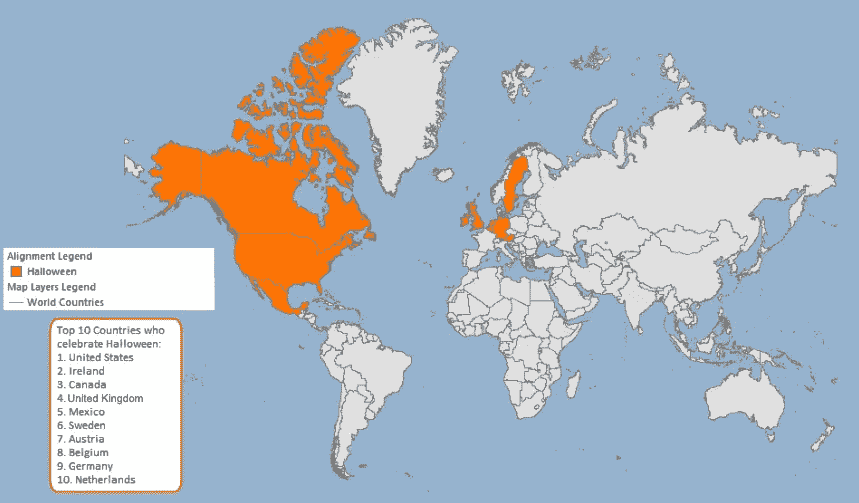 Alignment Legend
Halloween
Map Layers Legend
World Countries
Top 10 Countries who
celebrate Halloween:
1. United States
2. Ireland
3. Canada
4. United Kingdom
5. Mexico
6. Sweden
7. Austria
8. Belgium
9. Germany
10. Netherlands